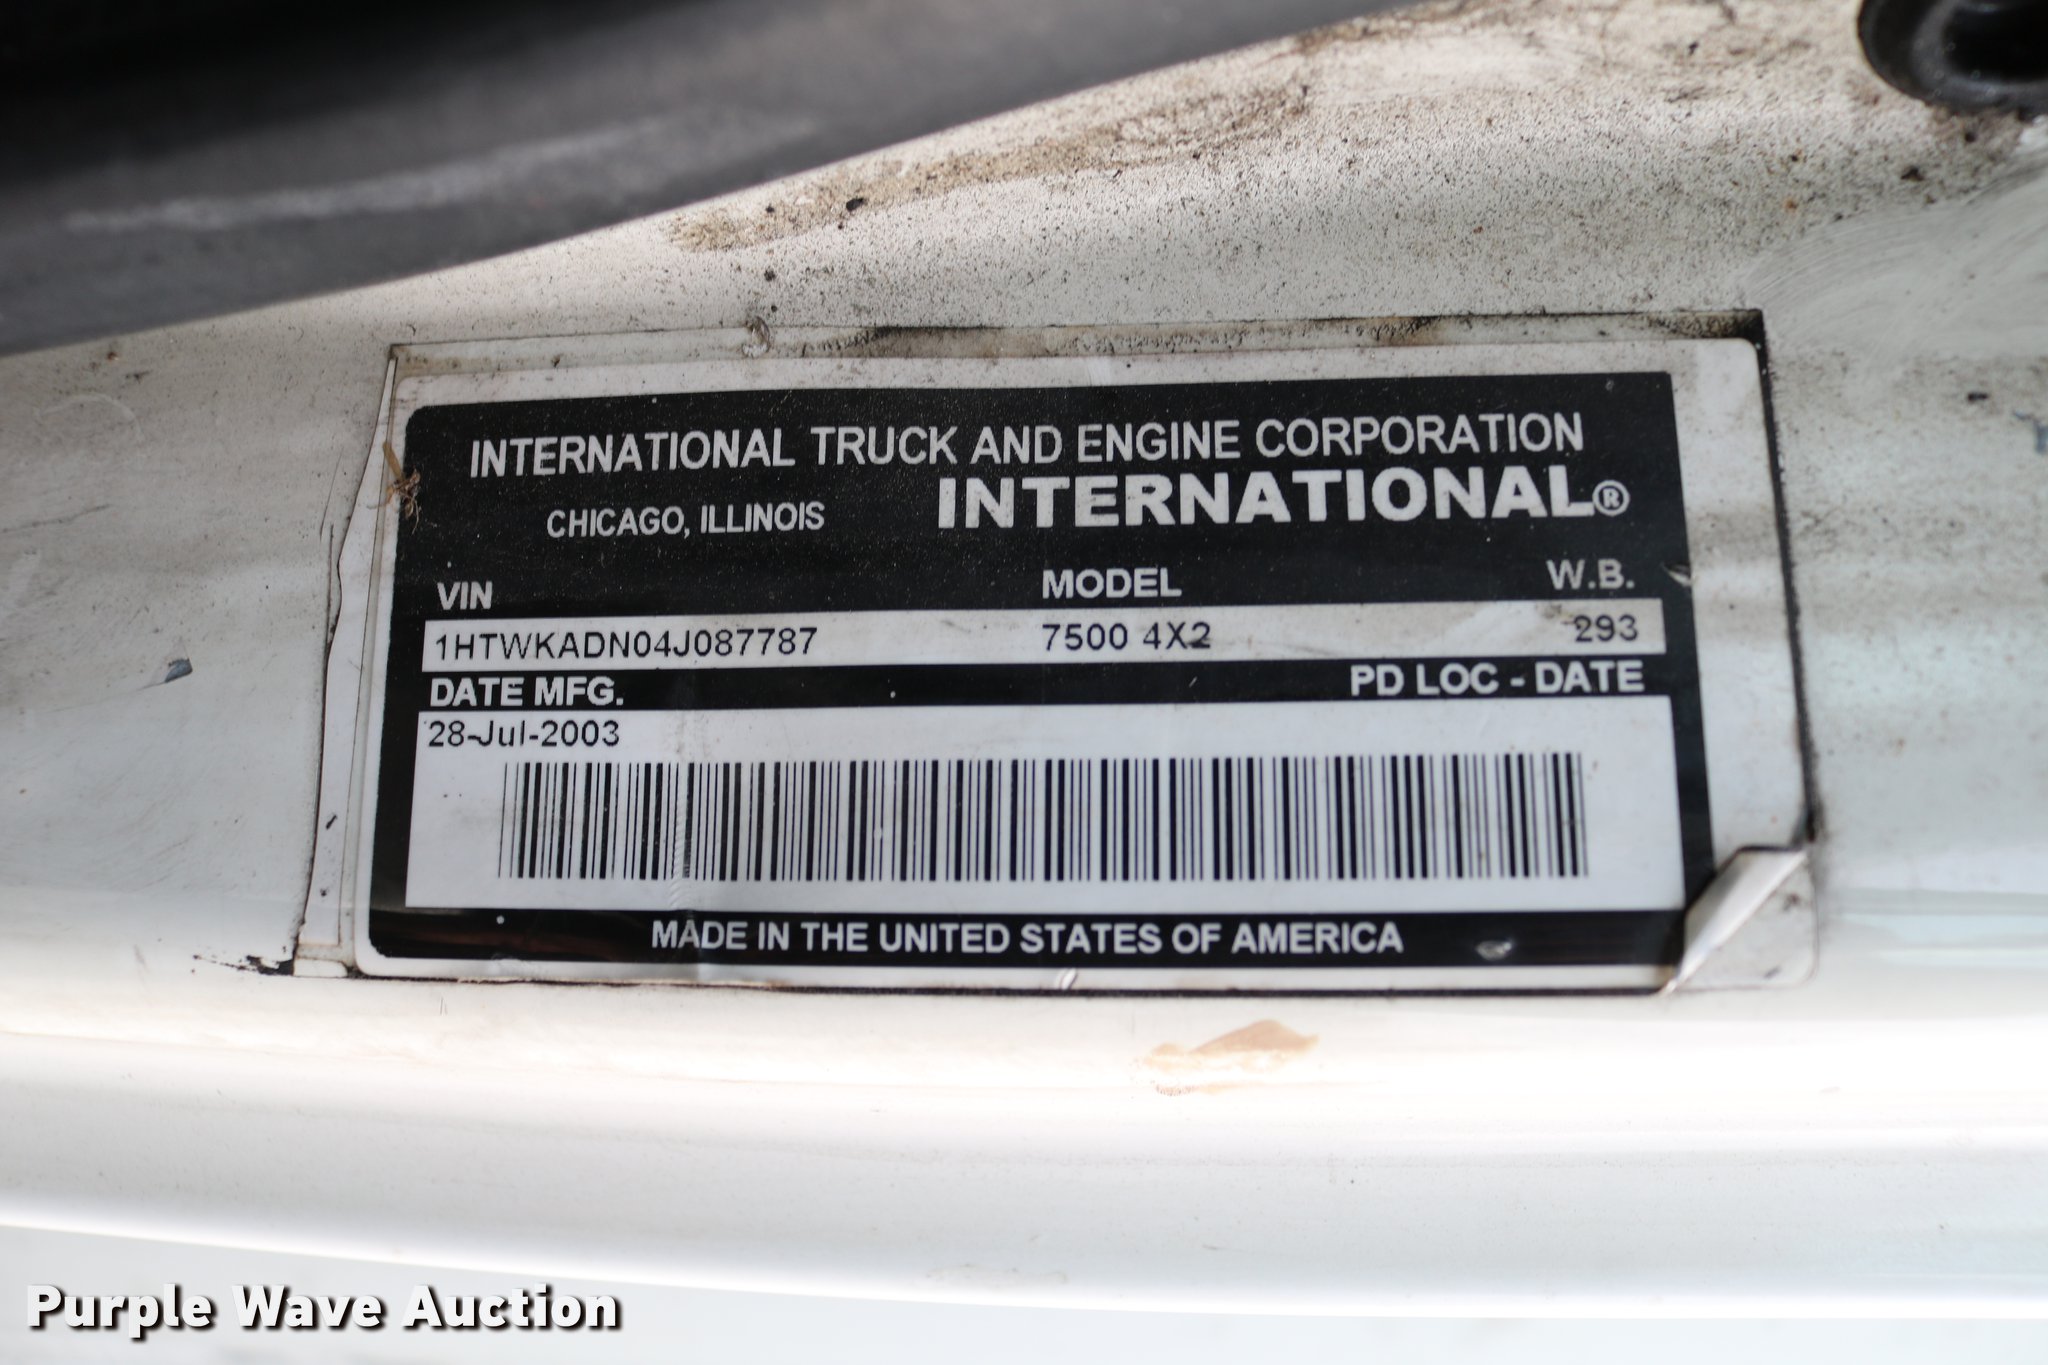 INTERNATIONAL TRUCK AND ENGINE CORPORATION
CHICAGO, ILLINOIS INTERNATIONAL®
VIN MODEL W.B.
1HTWKADN04J087787 7500 4X2 293
DATE MFG. PD LOC - DATE
28-Jul-2003
MADE IN THE UNITED STATES OF AMERICA
Purple Wave Auction